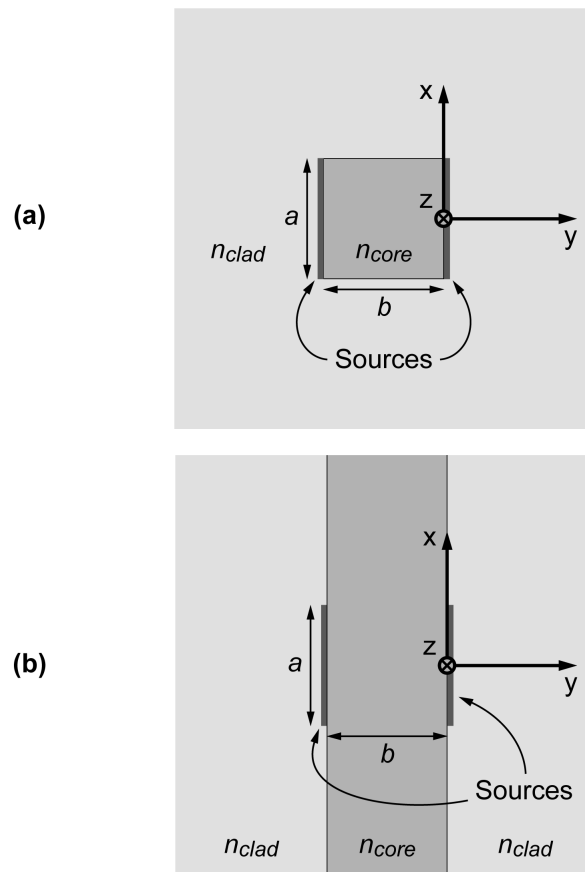 (a)
x
z
y
a
n_clad
n_core
b
Sources
(b)
x
z
y
a
b
Sources
n_clad
n_core
n_clad